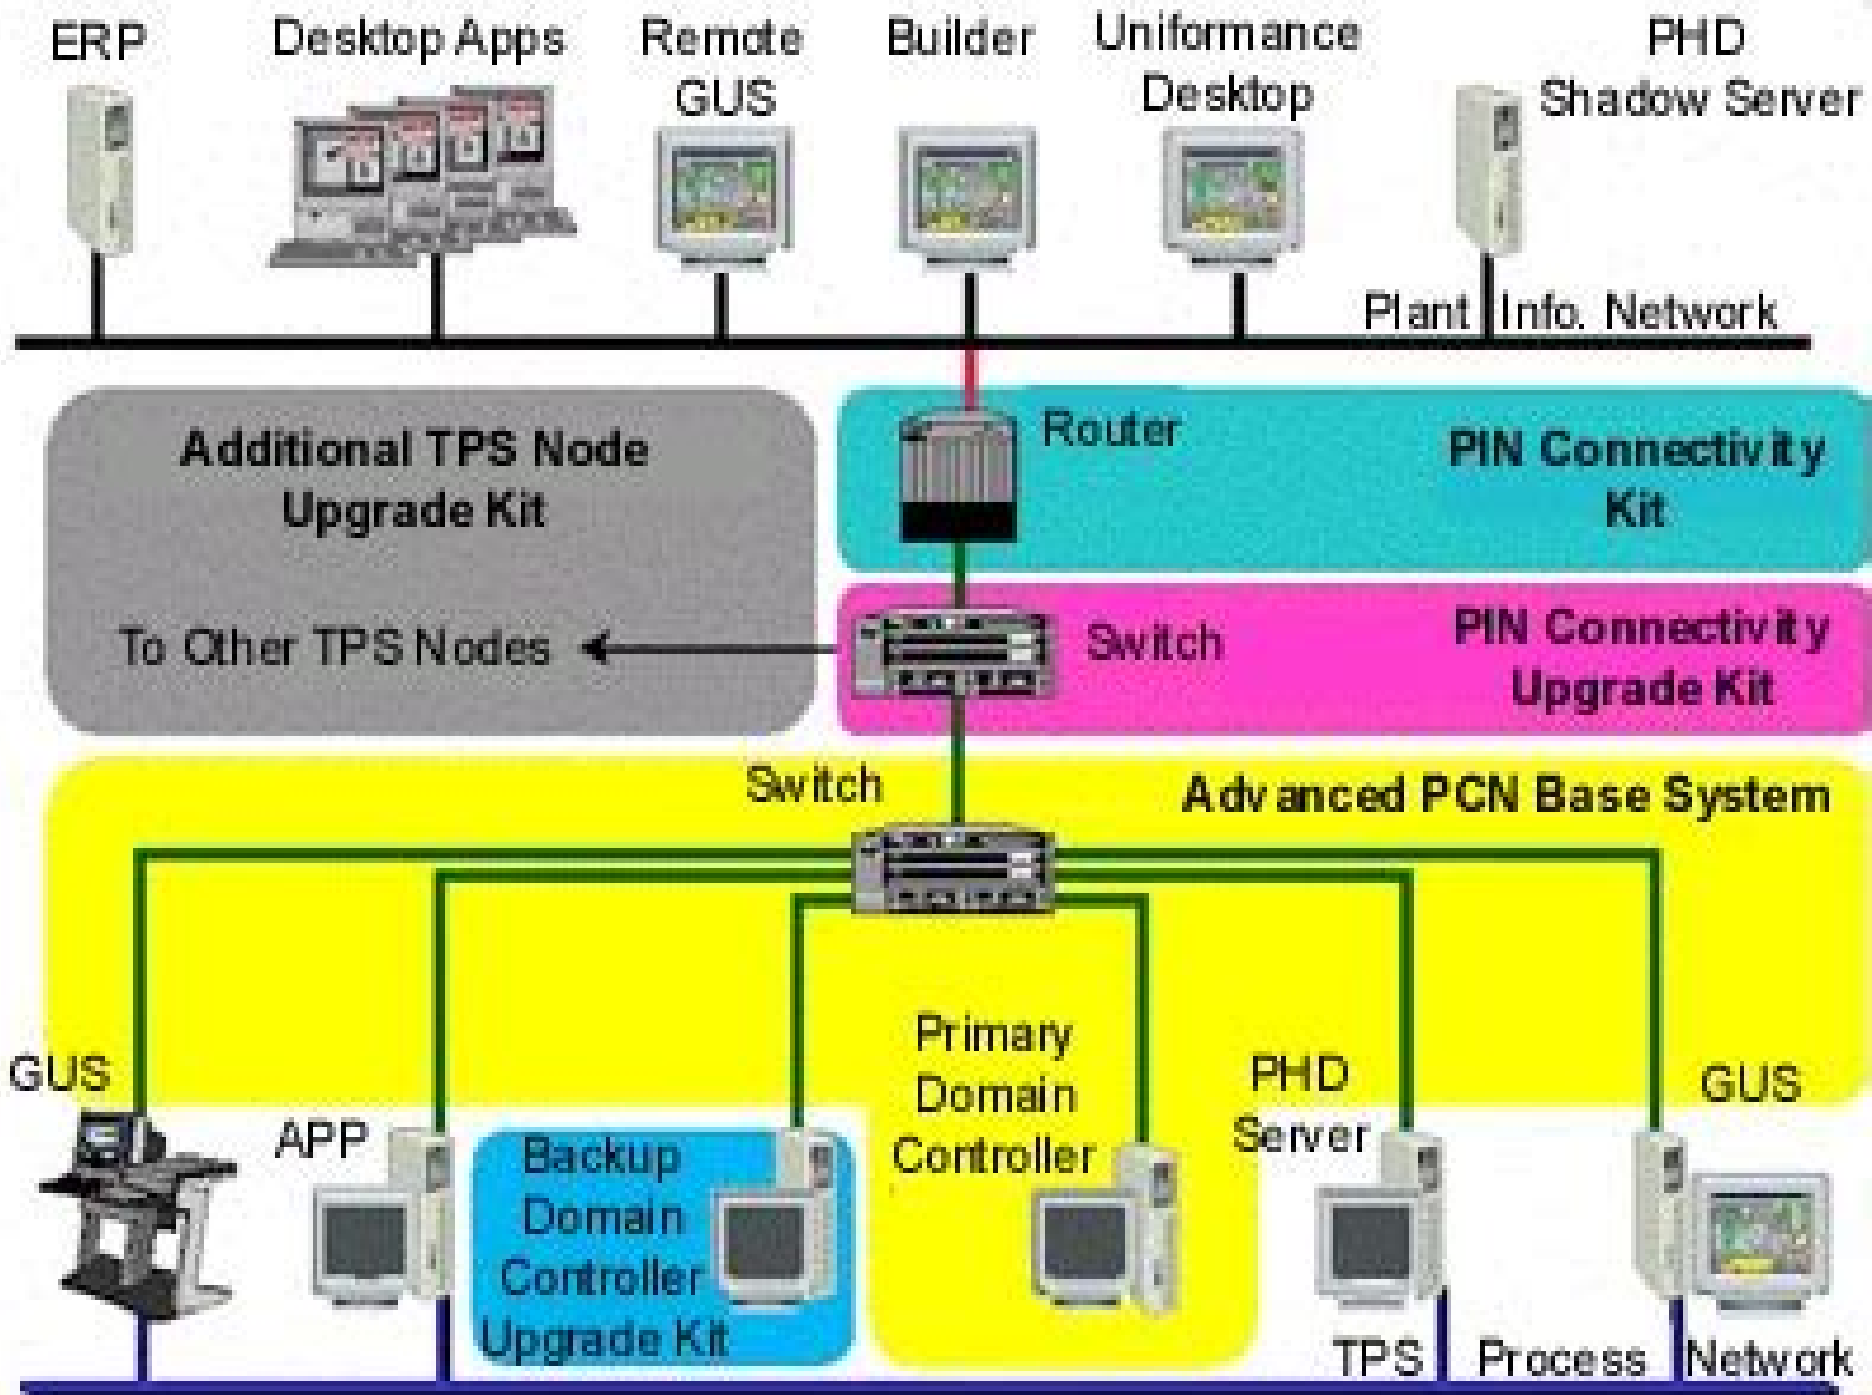 ERP
Desktop Apps
Remote
GUS
Builder
Uniformance
Desktop
PHD
Shadow Server
Plant Info. Network
Additional TPS Node
Upgrade Kit
To Other TPS Nodes
Router
PIN Connectivity
Kit
Switch
PIN Connectivity
Upgrade Kit
Switch
Advanced PCN Base System
GUS
APP
Backup
Domain
Controller
Upgrade Kit
Primary
Domain
Controller
PHD
Server
GUS
TPS Process Network